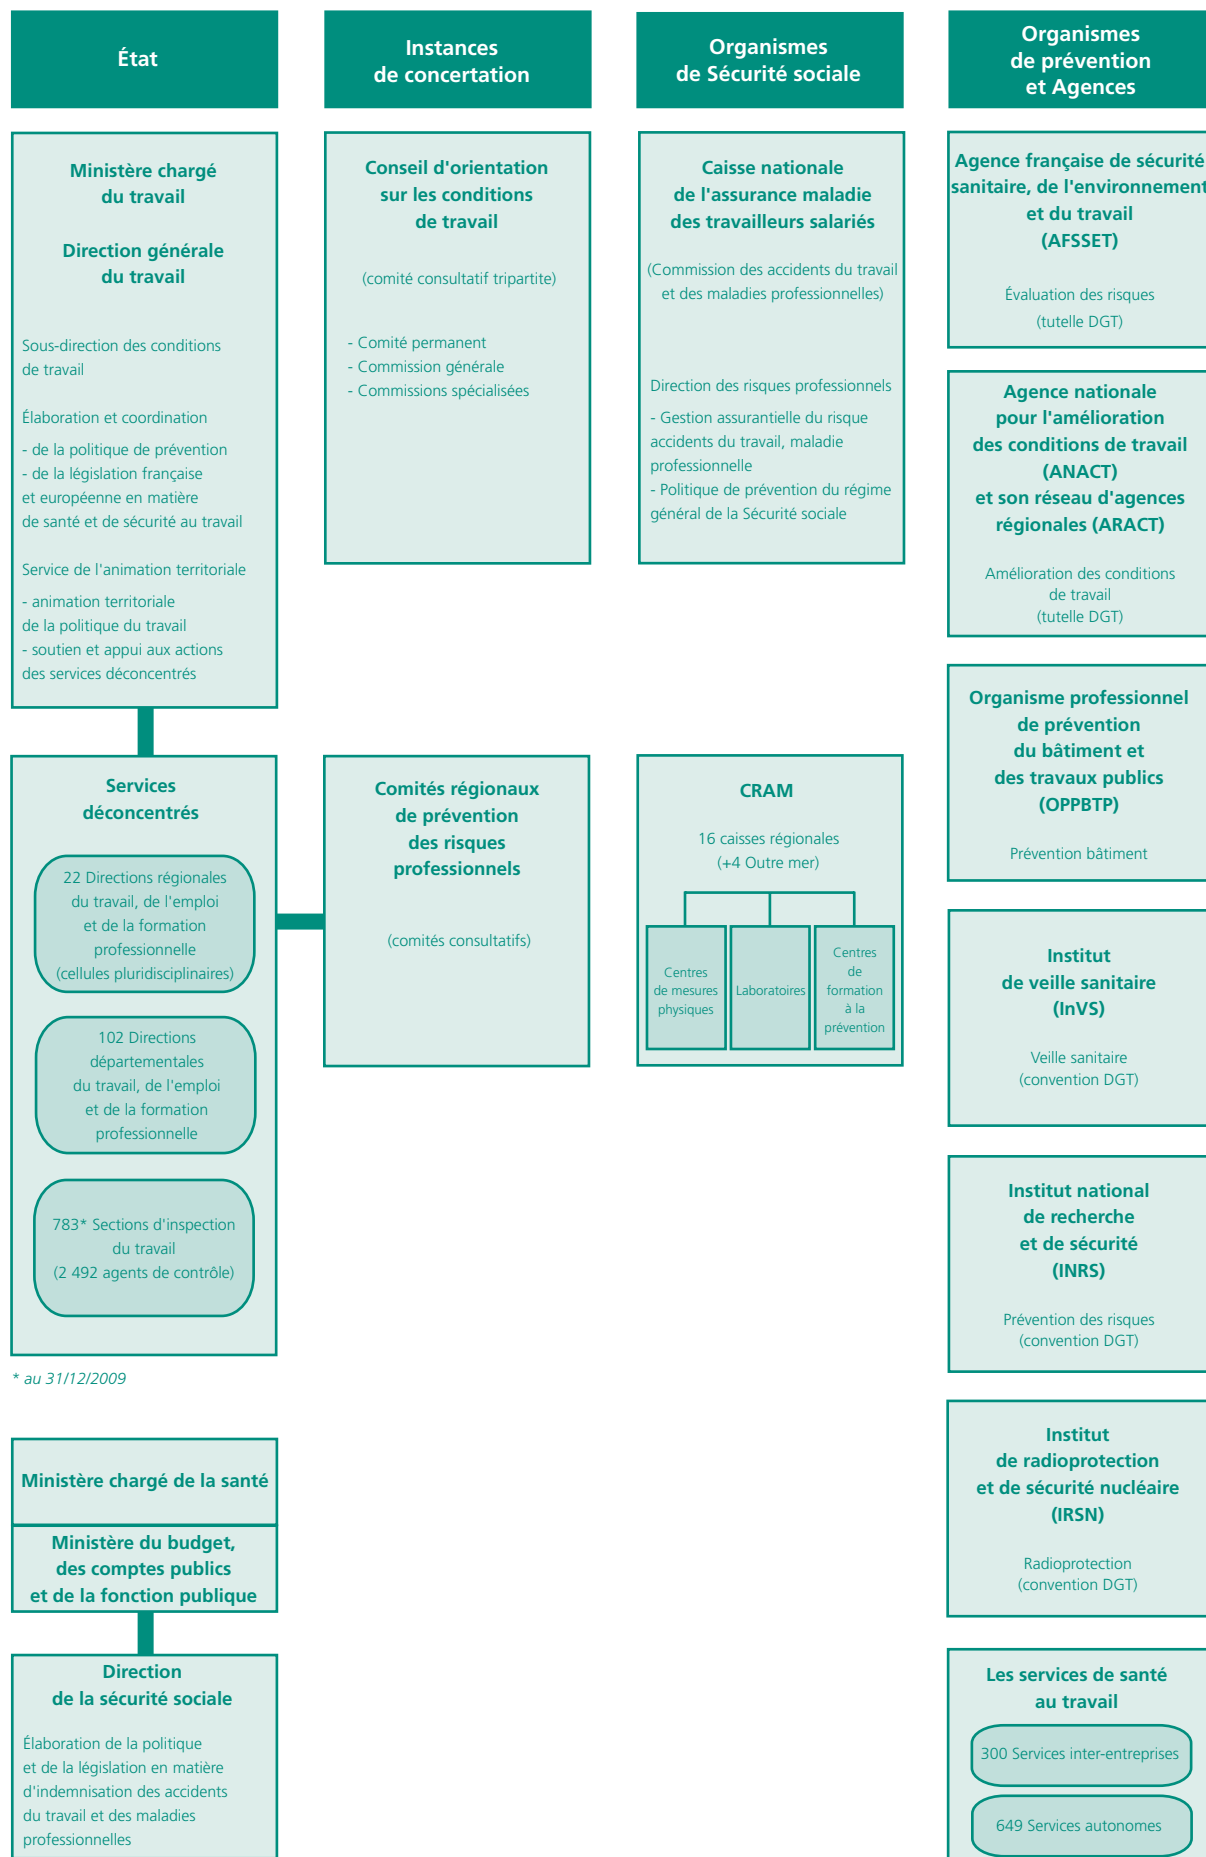 État
Instances
de concertation
Organismes
de Sécurité sociale
Organismes
de prévention
et Agences
Ministère chargé
du travail
Direction générale
du travail
Sous-direction des conditions
de travail
Élaboration et coordination
- de la politique de prévention
- de la législation française
et européenne en matière
de santé et de sécurité au travail
Service de l'animation territoriale
- animation territoriale
de la politique du travail
- soutien et appui aux actions
des services déconcentrés
Services
déconcentrés
22 Directions régionales
du travail, de l'emploi
et de la formation
professionnelle
(cellules pluridisciplinaires)
102 Directions
départementales
du travail, de l'emploi
et de la formation
professionnelle
783* Sections d'inspection
du travail
(2 492 agents de contrôle)
* au 31/12/2009
Ministère chargé de la santé
Ministère du budget,
des comptes publics
et de la fonction publique
Direction
de la sécurité sociale
Élaboration de la politique
et de la législation en matière
d'indemnisation des accidents
du travail et des maladies
professionnelles
Conseil d'orientation
sur les conditions
de travail
(comité consultatif tripartite)
- Comité permanent
- Commission générale
- Commissions spécialisées
Comités régionaux
de prévention
des risques
professionnels
(comités consultatifs)
Caisse nationale
de l'assurance maladie
des travailleurs salariés
(Commission des accidents du travail
et des maladies professionnelles)
Direction des risques professionnels
- Gestion assurantielle du risque
accidents du travail, maladie
professionnelle
- Politique de prévention du régime
général de la Sécurité sociale
CRAM
16 caisses régionales
(+4 Outre mer)
Centres
de mesures
physiques
Laboratoires
Centres
de
formation
à la
prévention
Agence française de sécurité
sanitaire, de l'environnement
et du travail
(AFSSET)
Évaluation des risques
(tutelle DGT)
Agence nationale
pour l'amélioration
des conditions de travail
(ANACT)
et son réseau d'agences
régionales (ARACT)
Amélioration des conditions
de travail
(tutelle DGT)
Organisme professionnel
de prévention
du bâtiment et
des travaux publics
(OPPBTP)
Prévention bâtiment
Institut
de veille sanitaire
(InVS)
Veille sanitaire
(convention DGT)
Institut national
de recherche
et de sécurité
(INRS)
Prévention des risques
(convention DGT)
Institut
de radioprotection
et de sécurité nucléaire
(IRSN)
Radioprotection
(convention DGT)
Les services de santé
au travail
300 Services inter-entreprises
649 Services autonomes